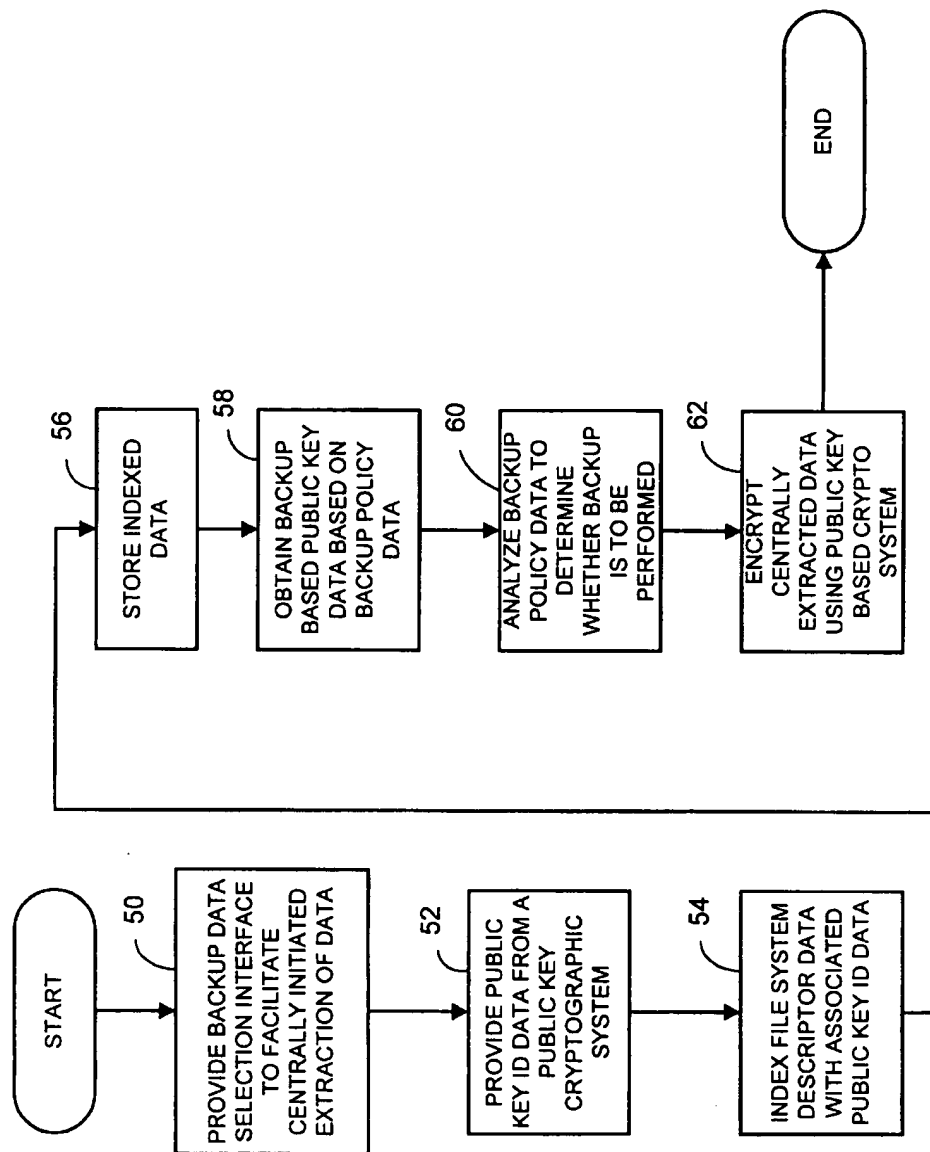 START
50
PROVIDE BACKUP DATA
SELECTION INTERFACE
TO FACILITATE
CENTRALLY INITIATED
EXTRACTION OF DATA
52
PROVIDE PUBLIC
KEY ID DATA FROM A
PUBLIC KEY
CRYPTOGRAPHIC
SYSTEM
54
INDEX FILE SYSTEM
DESCRIPTOR DATA
WITH ASSOCIATED
PUBLIC KEY ID DATA
56
STORE INDEXED
DATA
58
OBTAIN BACKUP
BASED PUBLIC KEY
DATA BASED ON
BACKUP POLICY
DATA
60
ANALYZE BACKUP
POLICY DATA TO
DETERMINE
WHETHER BACKUP
IS TO BE
PERFORMED
62
ENCRYPT
CENTRALLY
EXTRACTED DATA
USING PUBLIC KEY
BASED CRYPTO
SYSTEM
END